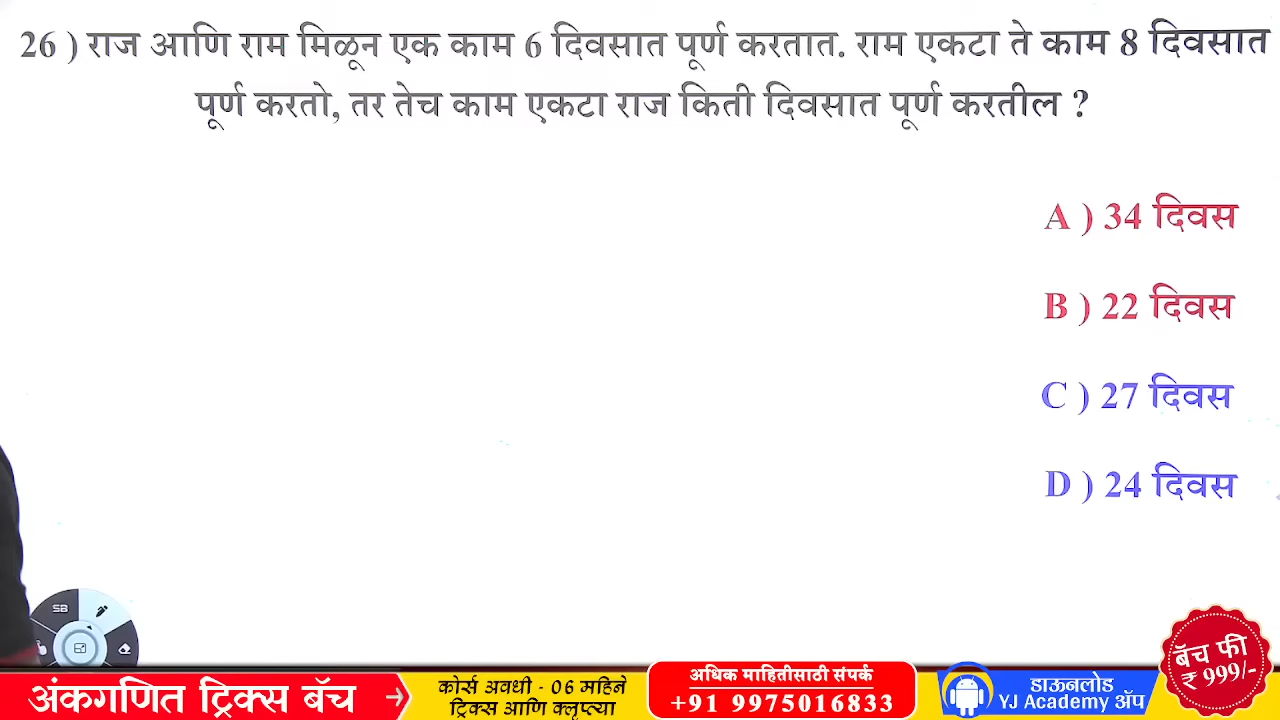 26 ) राज आणि राम मिळून एक काम 6 दिवसात पूर्ण करतात. राम एकटा ते काम 8 दिवसात
पूर्ण करतो, तर तेच काम एकटा राज किती दिवसात पूर्ण करतील ?
A ) 34 दिवस
B ) 22 दिवस
C ) 27 दिवस
D ) 24 दिवस
SB
बॅच फी
₹ 999/-
अंकगणित ट्रिक्स बॅच
कोर्स अवधी - 06 महिने
ट्रिक्स आणि क्लुप्त्या
अधिक माहितीसाठी संपर्क
+91 9975016833
डाऊनलोड
YJ Academy ॲप